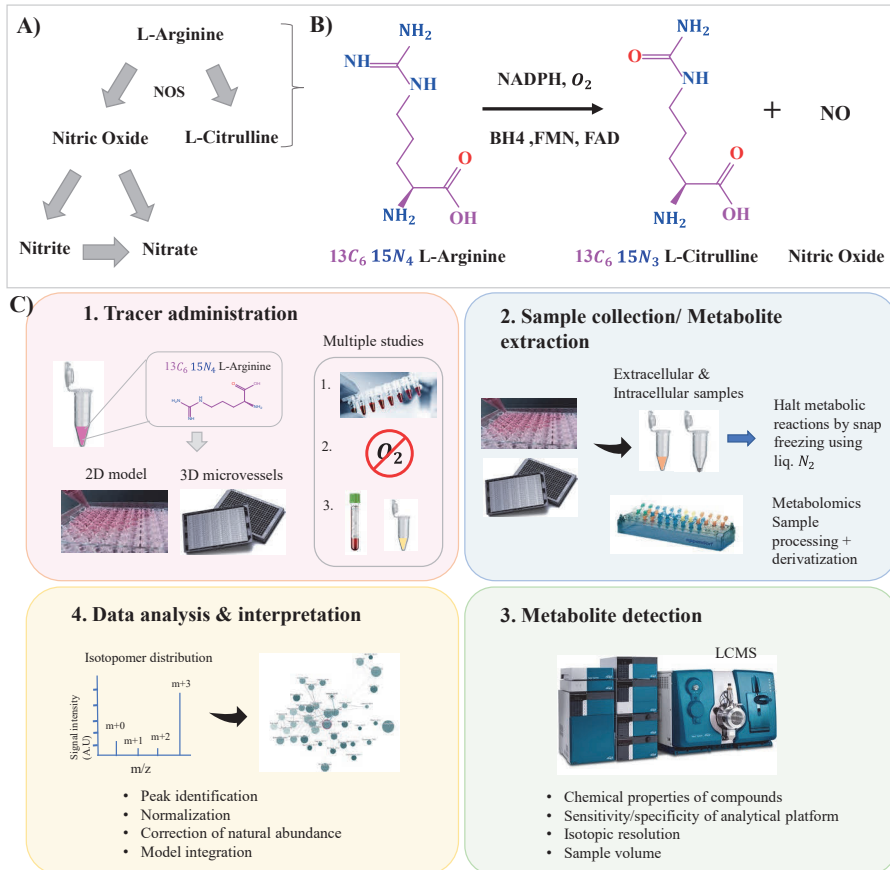 A)
L-Arginine
NOS
Nitric Oxide
L-Citrulline
Nitrite
Nitrate
B)
NH2
NH
NH
O
OH
NH2
13C6 15N4 L-Arginine
NADPH, O2
BH4 ,FMN, FAD
NH2
O
NH
O
OH
NH2
13C6 15N3 L-Citrulline
+
NO
Nitric Oxide
C)
1. Tracer administration
13C6 15N4 L-Arginine
2D model
3D microvessels
Multiple studies
1.
2.
O2
3.
2. Sample collection/ Metabolite
extraction
Extracellular &
Intracellular samples
Halt metabolic
reactions by snap
freezing using
liq. N2
Metabolomics
Sample
processing +
derivatization
4. Data analysis & interpretation
Isotopomer distribution
Signal intensity
(A.U)
m+0
m+1
m+2
m+3
m/z
• Peak identification
• Normalization
• Correction of natural abundance
• Model integration
3. Metabolite detection
LCMS
• Chemical properties of compounds
• Sensitivity/specificity of analytical platform
• Isotopic resolution
• Sample volume